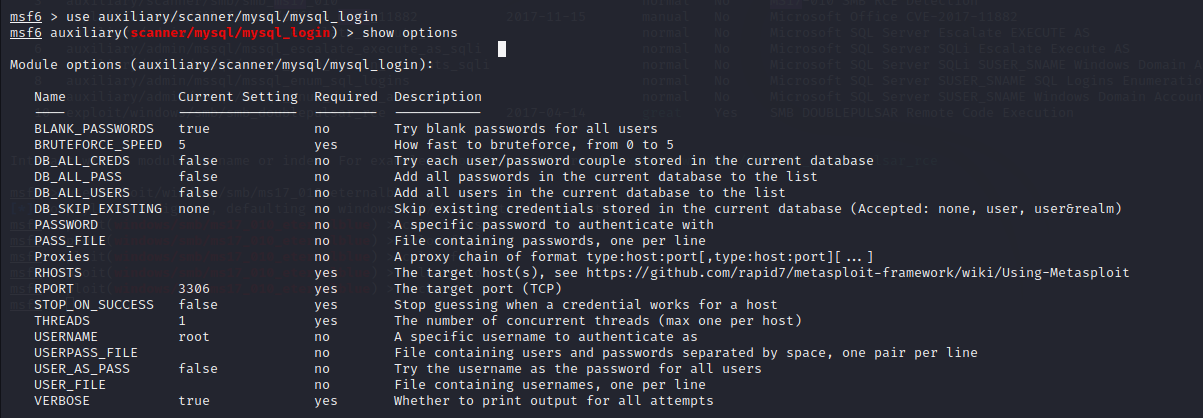 msf6 > use auxiliary/scanner/mysql/mysql_login
msf6 auxiliary(scanner/mysql/mysql_login) > show options
Module options (auxiliary/scanner/mysql/mysql_login):
Name Current Setting Required Description
BLANK_PASSWORDS true no Try blank passwords for all users
BRUTEFORCE_SPEED 5 yes How fast to bruteforce, from 0 to 5
DB_ALL_CREDS false no Try each user/password couple stored in the current database
DB_ALL_PASS false no Add all passwords in the current database to the list
DB_ALL_USERS false no Add all users in the current database to the list
DB_SKIP_EXISTING none no Skip existing credentials stored in the current database (Accepted: none, user, user&realm)
PASSWORD no A specific password to authenticate with
PASS_FILE no File containing passwords, one per line
Proxies no A proxy chain of format type:host:port[,type:host:port][...]
RHOSTS yes The target host(s), see https://github.com/rapid7/metasploit-framework/wiki/Using-Metasploit
RPORT 3306 yes The target port (TCP)
STOP_ON_SUCCESS false yes Stop guessing when a credential works for a host
THREADS 1 yes The number of concurrent threads (max one per host)
USERNAME root no A specific username to authenticate as
USERPASS_FILE no File containing users and passwords separated by space, one pair per line
USER_AS_PASS false no Try the username as the password for all users
USER_FILE no File containing usernames, one per line
VERBOSE true yes Whether to print output for all attempts